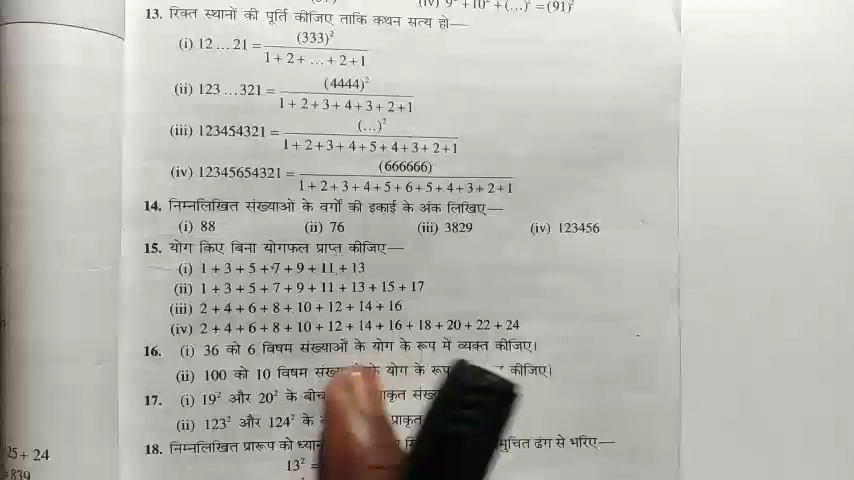 (iv) 9² + 10² + (...)² = (91)²
13. रिक्त स्थानों की पूर्ति कीजिए ताकि कथन सत्य हो—
(i) 12 ... 21 = (333)² / 1 + 2 + ... + 2 + 1
(ii) 123 ... 321 = (4444)² / 1 + 2 + 3 + 4 + 3 + 2 + 1
(iii) 123454321 = (...)² / 1 + 2 + 3 + 4 + 5 + 4 + 3 + 2 + 1
(iv) 12345654321 = (666666) / 1 + 2 + 3 + 4 + 5 + 6 + 5 + 4 + 3 + 2 + 1
14. निम्नलिखित संख्याओं के वर्गों की इकाई के अंक लिखिए—
(i) 88 (ii) 76 (iii) 3829 (iv) 123456
15. योग किए बिना योगफल प्राप्त कीजिए—
(i) 1 + 3 + 5 + 7 + 9 + 11 + 13
(ii) 1 + 3 + 5 + 7 + 9 + 11 + 13 + 15 + 17
(iii) 2 + 4 + 6 + 8 + 10 + 12 + 14 + 16
(iv) 2 + 4 + 6 + 8 + 10 + 12 + 14 + 16 + 18 + 20 + 22 + 24
16. (i) 36 को 6 विषम संख्याओं के योग के रूप में व्यक्त कीजिए।
(ii) 100 को 10 विषम के योग के रूप कीजिए।
17. (i) 19² और 20² के बीच
(ii) 123² और 124² के
18. निम्नलिखित प्रारूप को ढंग से भरिए—
13² =
25 + 24
= 839